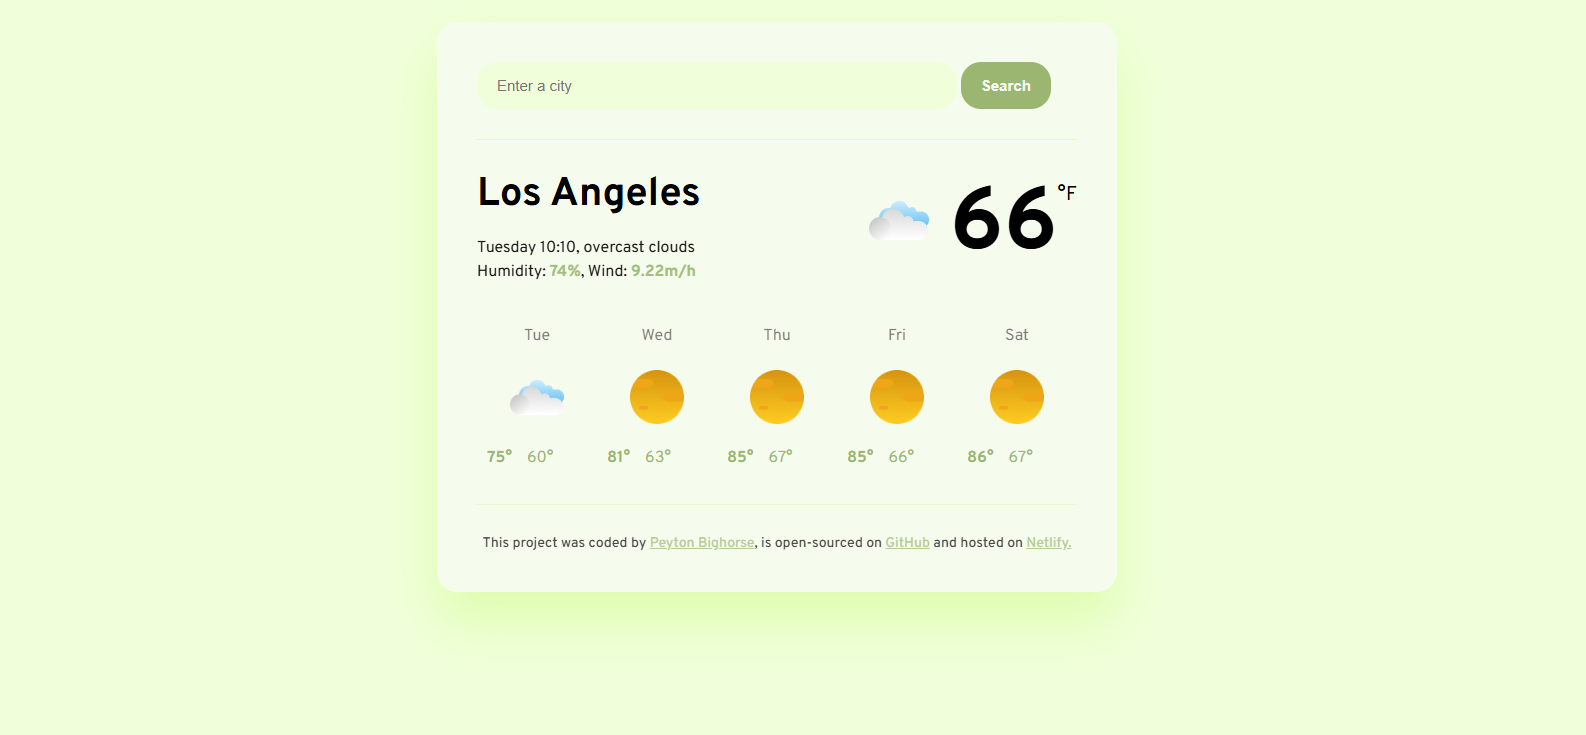 Enter a city
Search
Los Angeles
66 °F
Tuesday 10:10, overcast clouds
Humidity: 74%, Wind: 9.22m/h
Tue Wed Thu Fri Sat
75° 60° 81° 63° 85° 67° 85° 66° 86° 67°
This project was coded by Peyton Bighorse, is open-sourced on GitHub and hosted on Netlify.